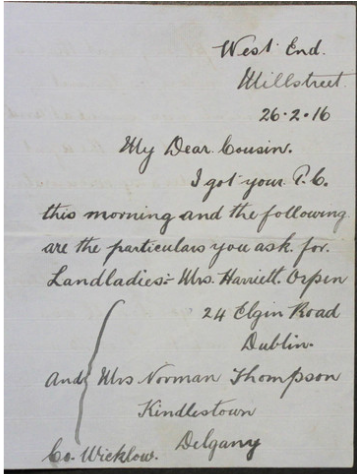 West End.
Millstreet.
26.2.16
My Dear Cousin.
I got your P.C.
this morning and the following
are the particulars you ask for.
Landladies:- Mrs. Harriett. Orpen
24 Elgin Road
Dublin.
And Mrs Norman Thompson
Kindlestown
Delgany
Co. Wicklow.